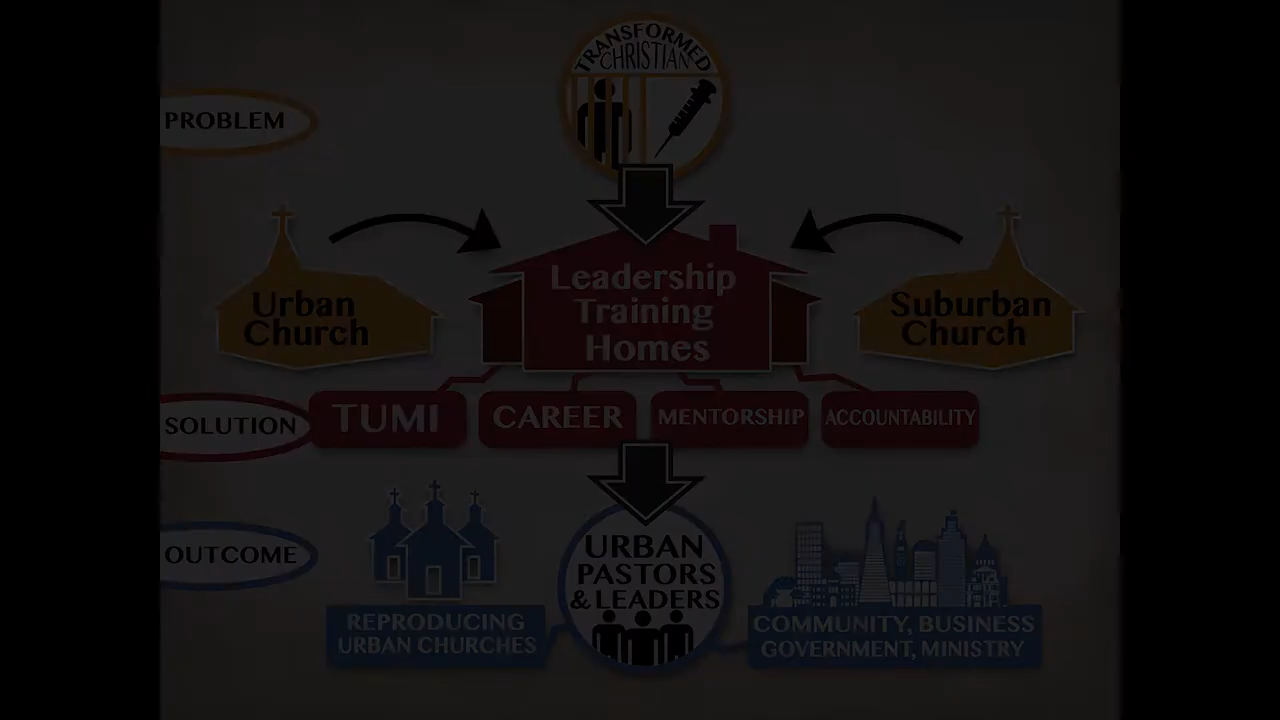 TRANSFORMED
CHRISTIAN
PROBLEM
Urban
Church
Leadership
Training
Homes
Suburban
Church
SOLUTION
TUMI
CAREER
MENTORSHIP
ACCOUNTABILITY
OUTCOME
URBAN
PASTORS
& LEADERS
REPRODUCING
URBAN CHURCHES
COMMUNITY, BUSINESS
GOVERNMENT, MINISTRY